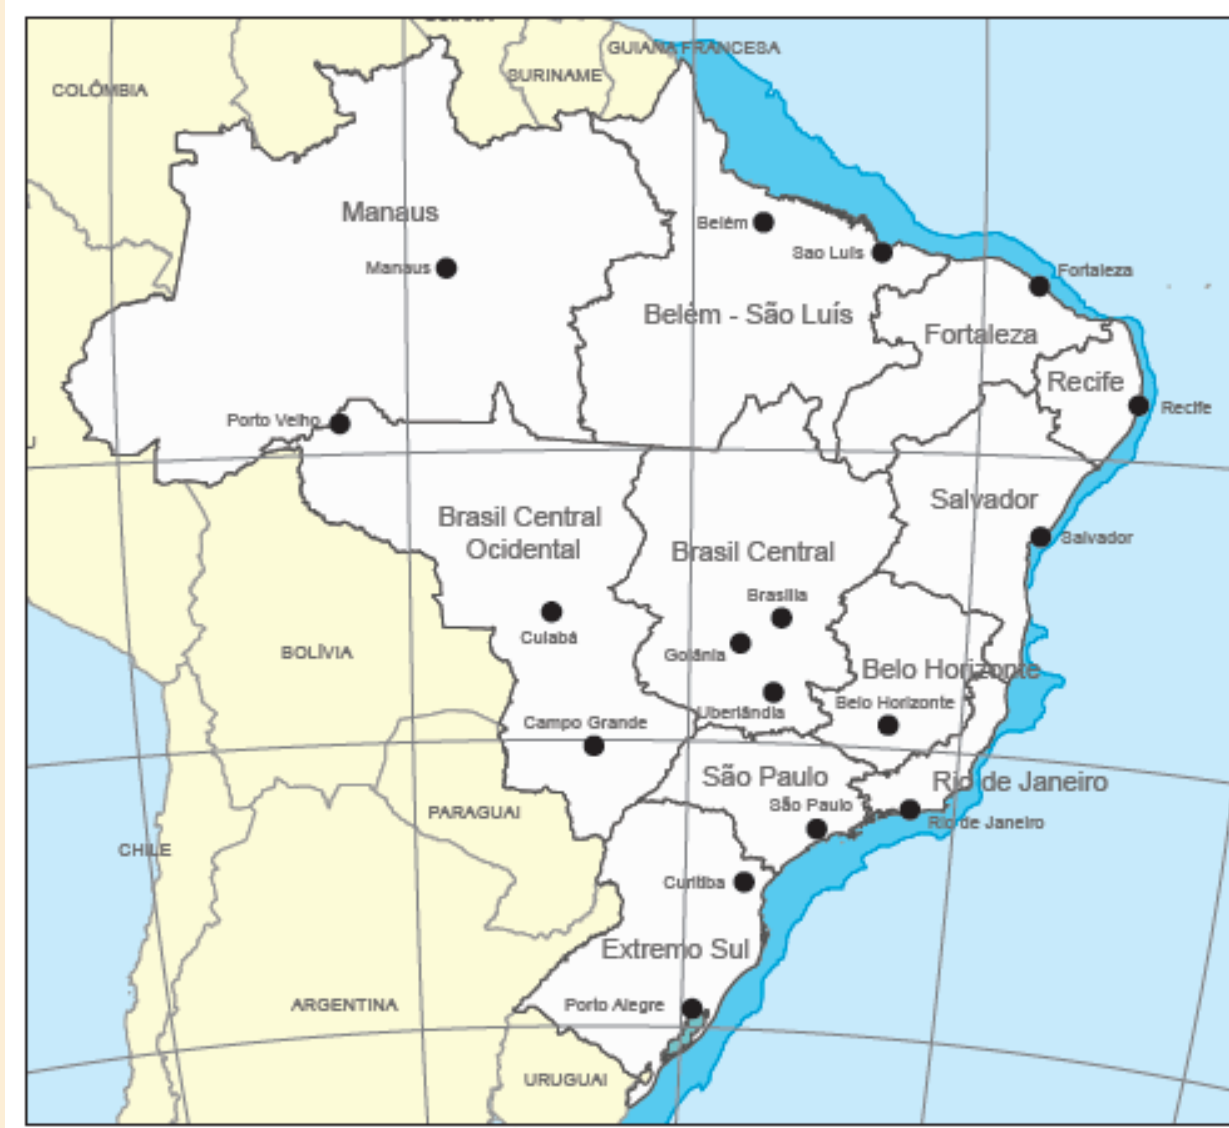 GUIANA FRANCESA
SURINAME
COLÔMBIA
Manaus
Belém
Sao Luís
Manaus
Fortaleza
Belém - São Luís
Fortaleza
Recife
Recife
Porto Velho
Salvador
Brasil Central
Ocidental
Salvador
Brasil Central
Brasília
Cuiabá
Goiânia
BOLÍVIA
Belo Horizonte
Belo Horizonte
Uberlândia
Campo Grande
São Paulo
Rio de Janeiro
São Paulo
PARAGUAI
Rio de Janeiro
CHILE
Curitiba
Extremo Sul
ARGENTINA
Porto Alegre
URUGUAI